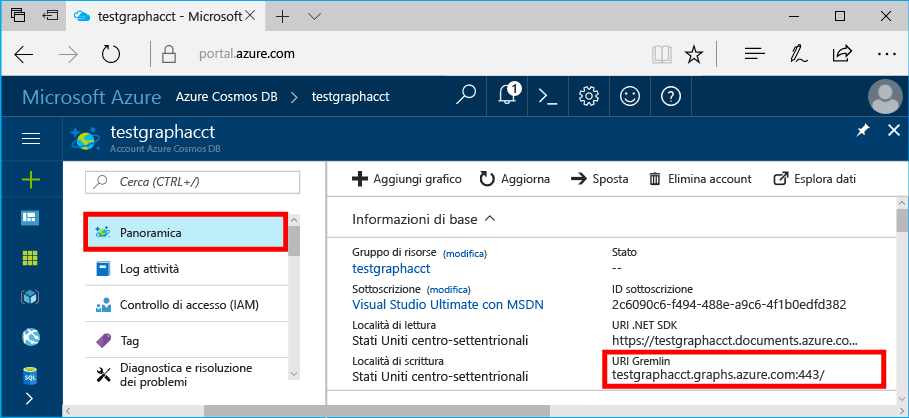 testgraphacct - Microsoft
portal.azure.com
Microsoft Azure Azure Cosmos DB testgraphacct
1
testgraphacct
Account Azure Cosmos DB
Cerca (CTRL+/)
Panoramica
Log attività
Controllo di accesso (IAM)
Tag
Diagnostica e risoluzione
dei problemi
SQL
Aggiungi grafico Aggiorna Sposta Elimina account Esplora dati
Informazioni di base
Gruppo di risorse (modifica)
testgraphacct
Sottoscrizione (modifica)
Visual Studio Ultimate con MSDN
Località di lettura
Stati Uniti centro-settentrionali
Località di scrittura
Stati Uniti centro-settentrionali
Stato
--
ID sottoscrizione
2c6090c6-f494-488e-a9c6-4f1b0edfd382
URI .NET SDK
https://testgraphacct.documents.azure.co...
URI Gremlin
testgraphacct.graphs.azure.com:443/